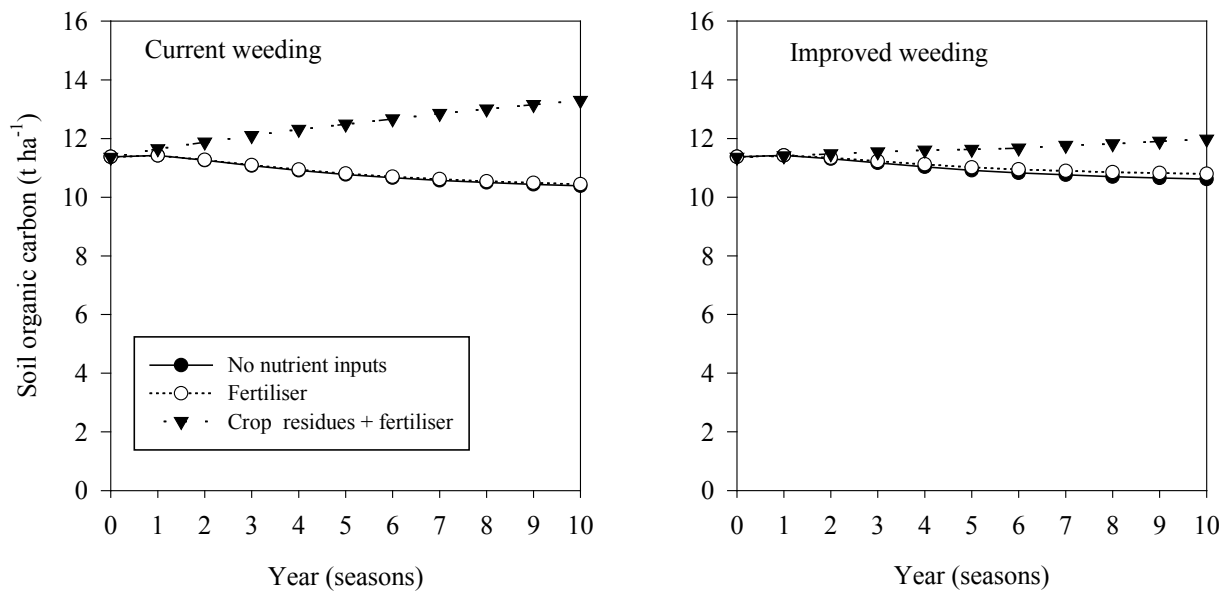 Soil organic carbon (t ha⁻¹)
16
14
12
10
8
6
4
2
0
Current weeding
No nutrient inputs
Fertiliser
Crop residues + fertiliser
0 1 2 3 4 5 6 7 8 9 10
Year (seasons)
16
14
12
10
8
6
4
2
0
Improved weeding
0 1 2 3 4 5 6 7 8 9 10
Year (seasons)